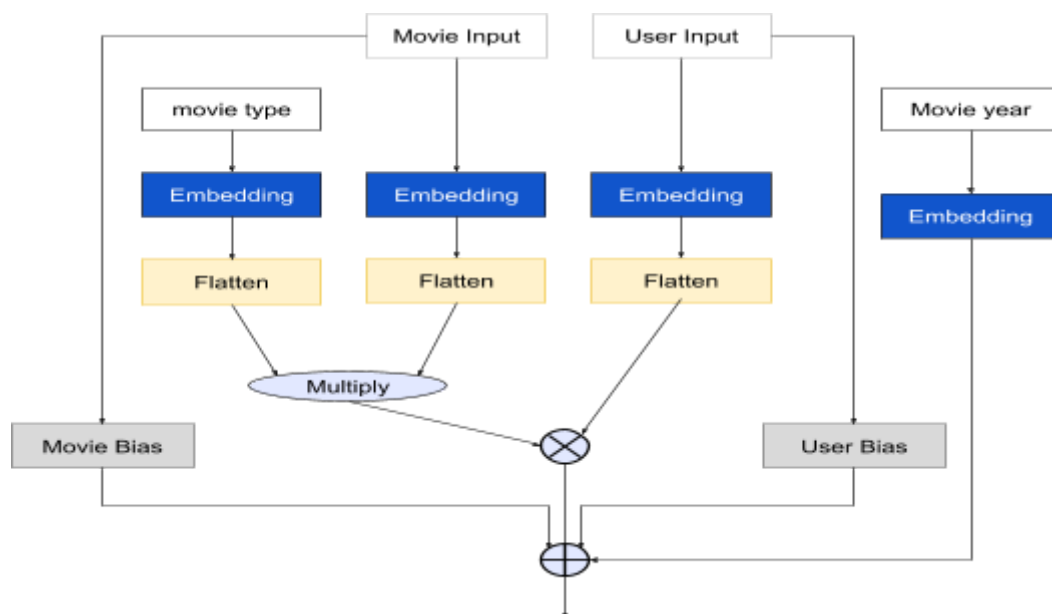 Movie Input
User Input
movie type
Movie year
Embedding
Embedding
Embedding
Embedding
Flatten
Flatten
Flatten
Multiply
Movie Bias
User Bias